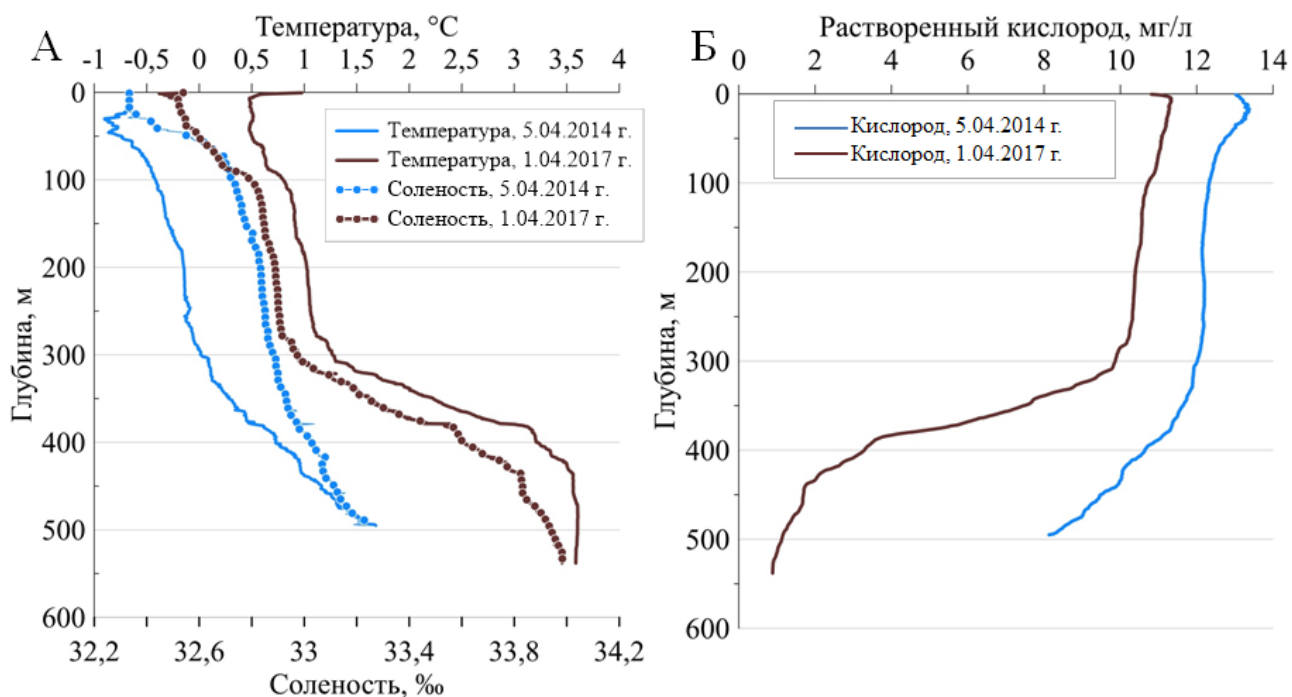 А
Температура, °C
-1 -0,5 0 0,5 1 1,5 2 2,5 3 3,5 4
0
100
200
300
400
500
600
Глубина, м
Температура, 5.04.2014 г.
Температура, 1.04.2017 г.
Соленость, 5.04.2014 г.
Соленость, 1.04.2017 г.
32,2 32,6 33 33,4 33,8 34,2
Соленость, ‰
Б
Растворенный кислород, мг/л
0 2 4 6 8 10 12 14
0
100
200
300
400
500
600
Глубина, м
Кислород, 5.04.2014 г.
Кислород, 1.04.2017 г.